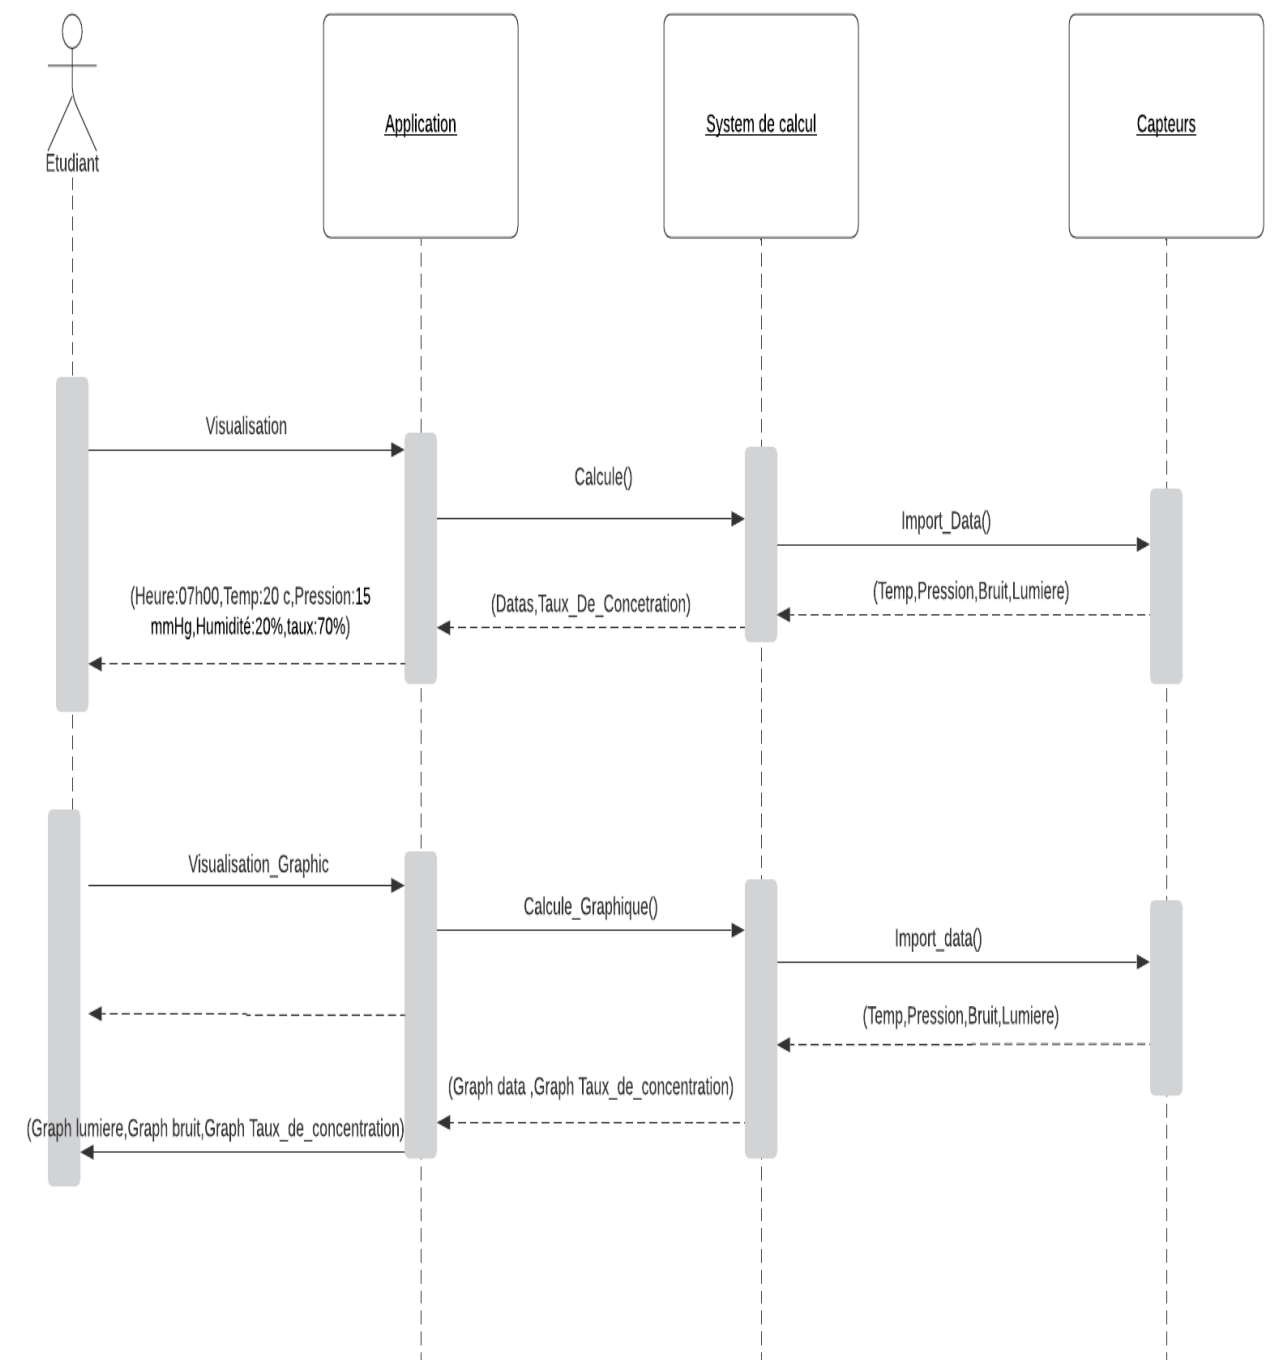 Etudiant
Application
System de calcul
Capteurs
Visualisation
Calcule()
Import_Data()
(Temp,Pression,Bruit,Lumiere)
(Datas,Taux_De_Concetration)
(Heure:07h00,Temp:20 c,Pression:15
mmHg,Humidité:20%,taux:70%)
Visualisation_Graphic
Calcule_Graphique()
Import_data()
(Temp,Pression,Bruit,Lumiere)
(Graph data ,Graph Taux_de_concentration)
(Graph lumiere,Graph bruit,Graph Taux_de_concentration)